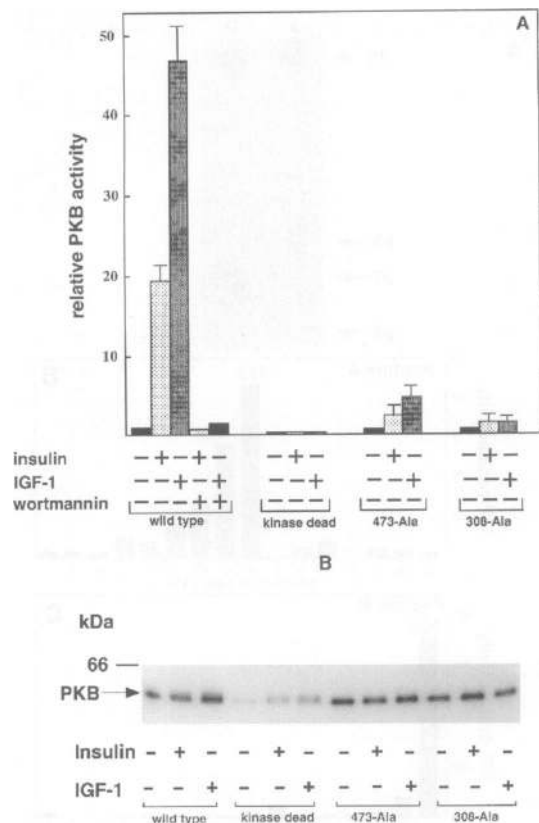 A
50
40
30
20
10
relative PKB activity
insulin − + − + − − + − − + − − + −
IGF-1 − − + − + − − + − − + − − +
wortmannin − − − + + − − − − − − − − −
wild type kinase dead 473-Ala 308-Ala
B
kDa
66
PKB
Insulin − + − − + − − + − − + −
IGF-1 − − + − − + − − + − − +
wild type kinase dead 473-Ala 308-Ala